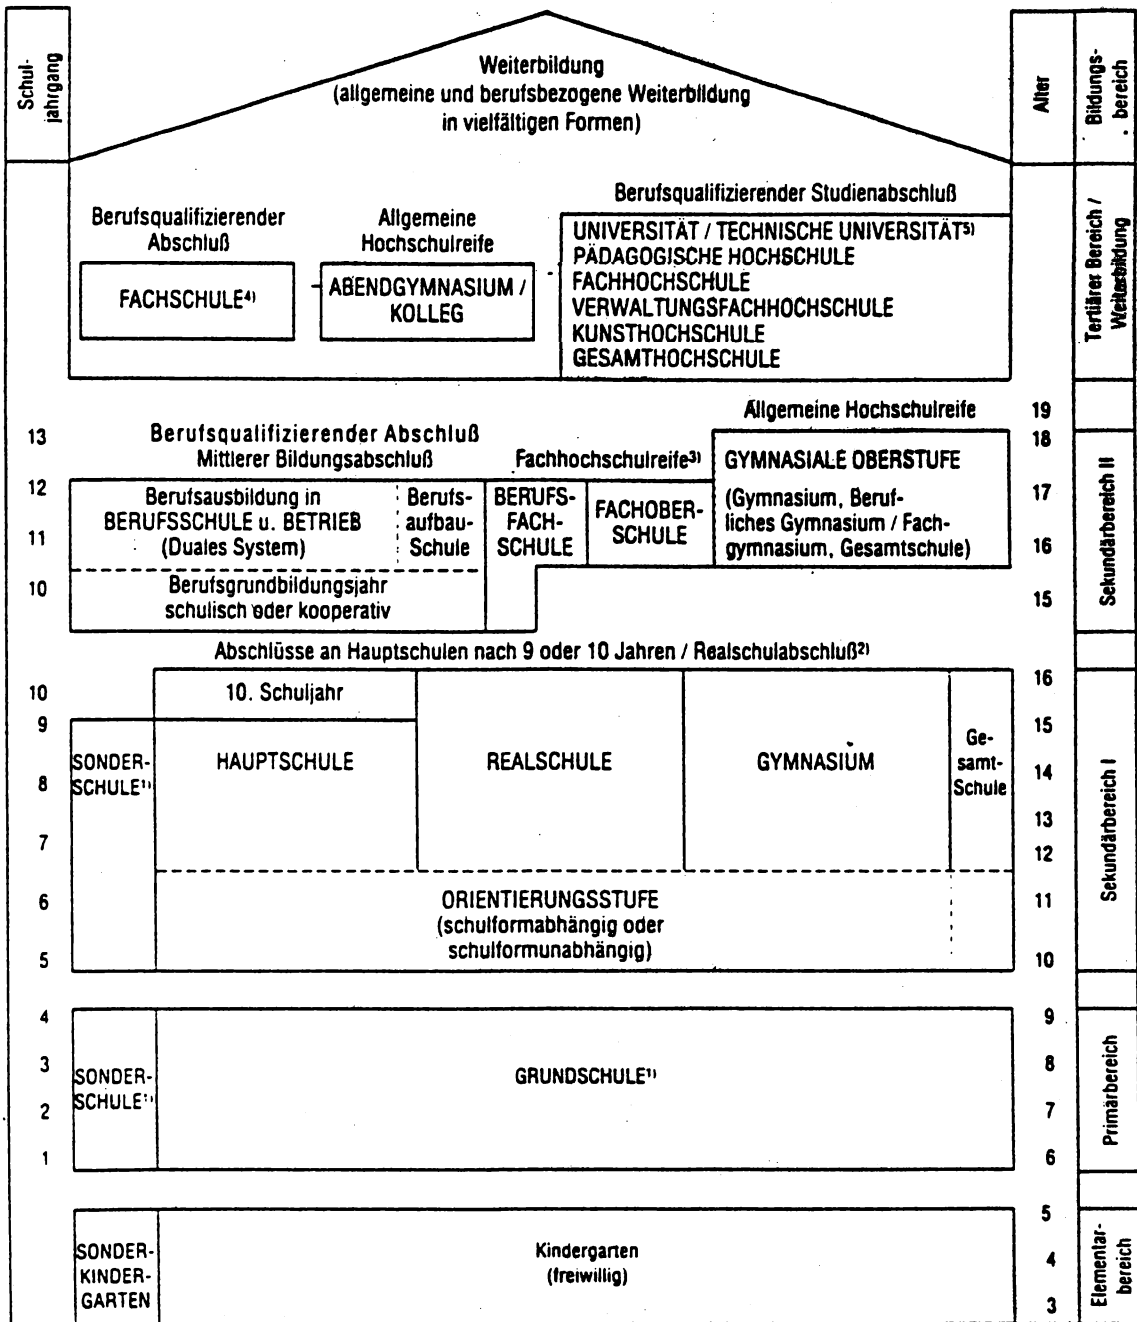 Schul-
jahrgang
Weiterbildung
(allgemeine und berufsbezogene Weiterbildung
in vielfältigen Formen)
Alter
Bildungs-
bereich
Berufsqualifizierender
Abschluß
FACHSCHULE⁴⁾
Allgemeine
Hochschulreife
ABENDGYMNASIUM /
KOLLEG
Berufsqualifizierender Studienabschluß
UNIVERSITÄT / TECHNISCHE UNIVERSITÄT⁵⁾
PÄDAGOGISCHE HOCHSCHULE
FACHHOCHSCHULE
VERWALTUNGSFACHHOCHSCHULE
KUNSTHOCHSCHULE
GESAMTHOCHSCHULE
Tertiärer Bereich /
Weiterbildung
13
12
11
10
Berufsqualifizierender Abschluß
Mittlerer Bildungsabschluß
Berufsausbildung in
BERUFSSCHULE u. BETRIEB
(Duales System)
Berufs-
aufbau-
Schule
Berufsgrundbildungsjahr
schulisch oder kooperativ
Fachhochschulreife³⁾
BERUFS-
FACH-
SCHULE
FACHOBER-
SCHULE
Allgemeine Hochschulreife
GYMNASIALE OBERSTUFE
(Gymnasium, Beruf-
liches Gymnasium / Fach-
gymnasium, Gesamtschule)
19
18
17
16
15
Sekundärbereich II
Abschlüsse an Hauptschulen nach 9 oder 10 Jahren / Realschulabschluß²⁾
10
9
8
7
6
5
SONDER-
SCHULE¹⁾
10. Schuljahr
HAUPTSCHULE
REALSCHULE
GYMNASIUM
Ge-
samt-
Schule
ORIENTIERUNGSSTUFE
(schulformabhängig oder
schulformunabhängig)
16
15
14
13
12
11
10
Sekundärbereich I
4
3
2
1
SONDER-
SCHULE¹⁾
GRUNDSCHULE¹⁾
9
8
7
6
Primärbereich
SONDER-
KINDER-
GARTEN
Kindergarten
(freiwillig)
5
4
3
Elementar-
bereich